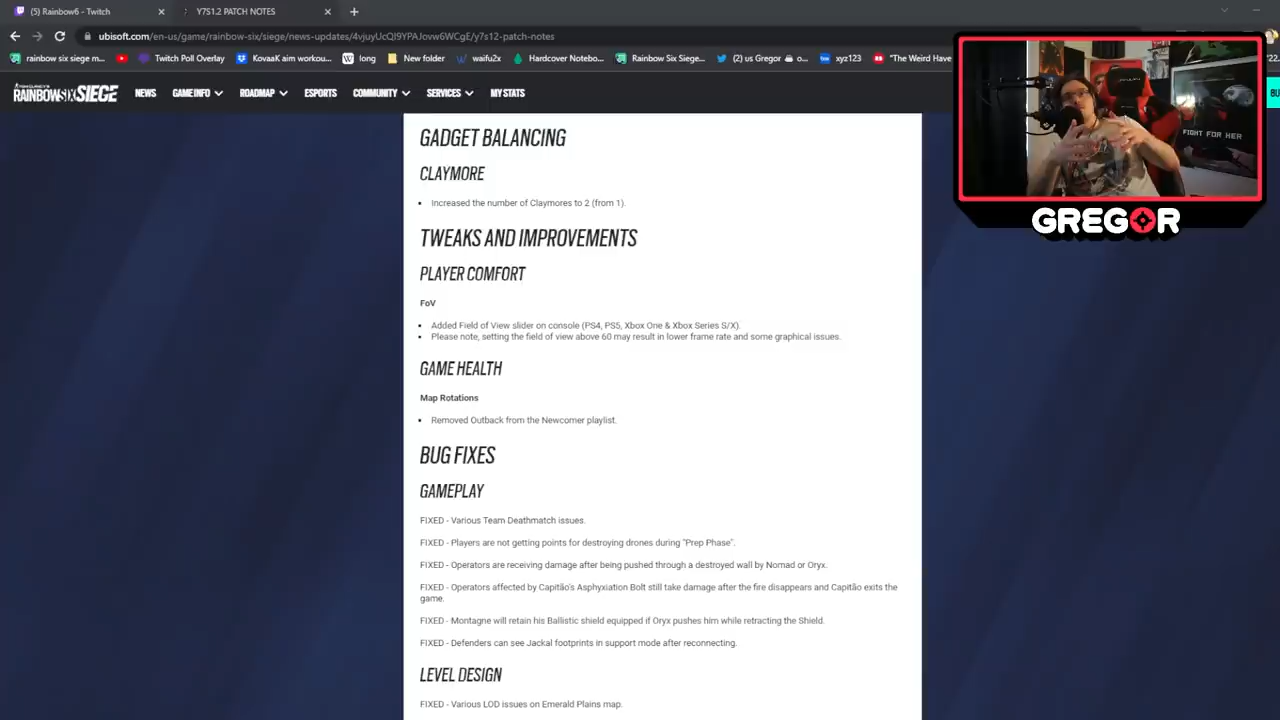 (5) Rainbow6 - Twitch
Y7S1.2 PATCH NOTES
ubisoft.com/en-us/game/rainbow-six/siege/news-updates/4vjuyUcQI9YPAJovw6WCgE/y7s12-patch-notes
rainbow six siege m...
Twitch Poll Overlay
KovaaK aim workou...
long
New folder
waifu2x
Hardcover Notebo...
Rainbow Six Siege...
(2) us Gregor ... o...
xyz123
"The Weird Have
22...
RAINBOWSIX SIEGE
NEWS
GAME INFO
ROADMAP
ESPORTS
COMMUNITY
SERVICES
MY STATS
BU
FIGHT FOR HER
GREGOR
GADGET BALANCING
CLAYMORE
• Increased the number of Claymores to 2 (from 1).
TWEAKS AND IMPROVEMENTS
PLAYER COMFORT
FoV
• Added Field of View slider on console (PS4, PS5, Xbox One & Xbox Series S/X).
• Please note, setting the field of view above 60 may result in lower frame rate and some graphical issues.
GAME HEALTH
Map Rotations
• Removed Outback from the Newcomer playlist.
BUG FIXES
GAMEPLAY
FIXED - Various Team Deathmatch issues.
FIXED - Players are not getting points for destroying drones during "Prep Phase".
FIXED - Operators are receiving damage after being pushed through a destroyed wall by Nomad or Oryx.
FIXED - Operators affected by Capitão's Asphyxiation Bolt still take damage after the fire disappears and Capitão exits the
game.
FIXED - Montagne will retain his Ballistic shield equipped if Oryx pushes him while retracting the Shield.
FIXED - Defenders can see Jackal footprints in support mode after reconnecting.
LEVEL DESIGN
FIXED - Various LOD issues on Emerald Plains map.